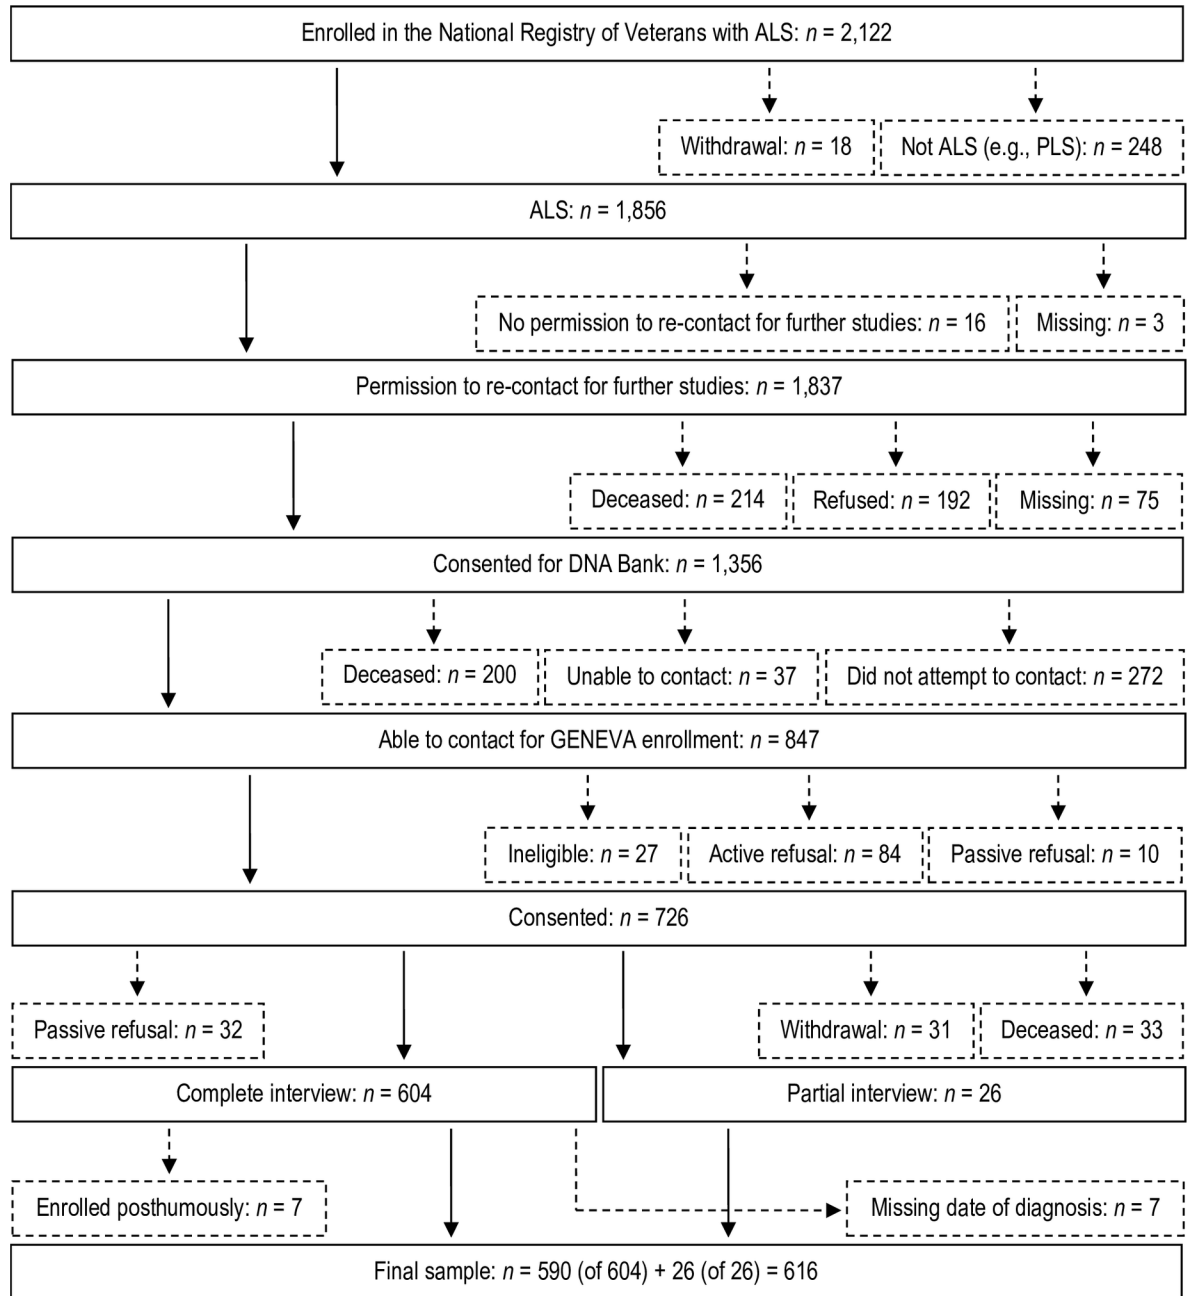 Enrolled in the National Registry of Veterans with ALS: n = 2,122
Withdrawal: n = 18
Not ALS (e.g., PLS): n = 248
ALS: n = 1,856
No permission to re-contact for further studies: n = 16
Missing: n = 3
Permission to re-contact for further studies: n = 1,837
Deceased: n = 214
Refused: n = 192
Missing: n = 75
Consented for DNA Bank: n = 1,356
Deceased: n = 200
Unable to contact: n = 37
Did not attempt to contact: n = 272
Able to contact for GENEVA enrollment: n = 847
Ineligible: n = 27
Active refusal: n = 84
Passive refusal: n = 10
Consented: n = 726
Passive refusal: n = 32
Withdrawal: n = 31
Deceased: n = 33
Complete interview: n = 604
Partial interview: n = 26
Enrolled posthumously: n = 7
Missing date of diagnosis: n = 7
Final sample: n = 590 (of 604) + 26 (of 26) = 616